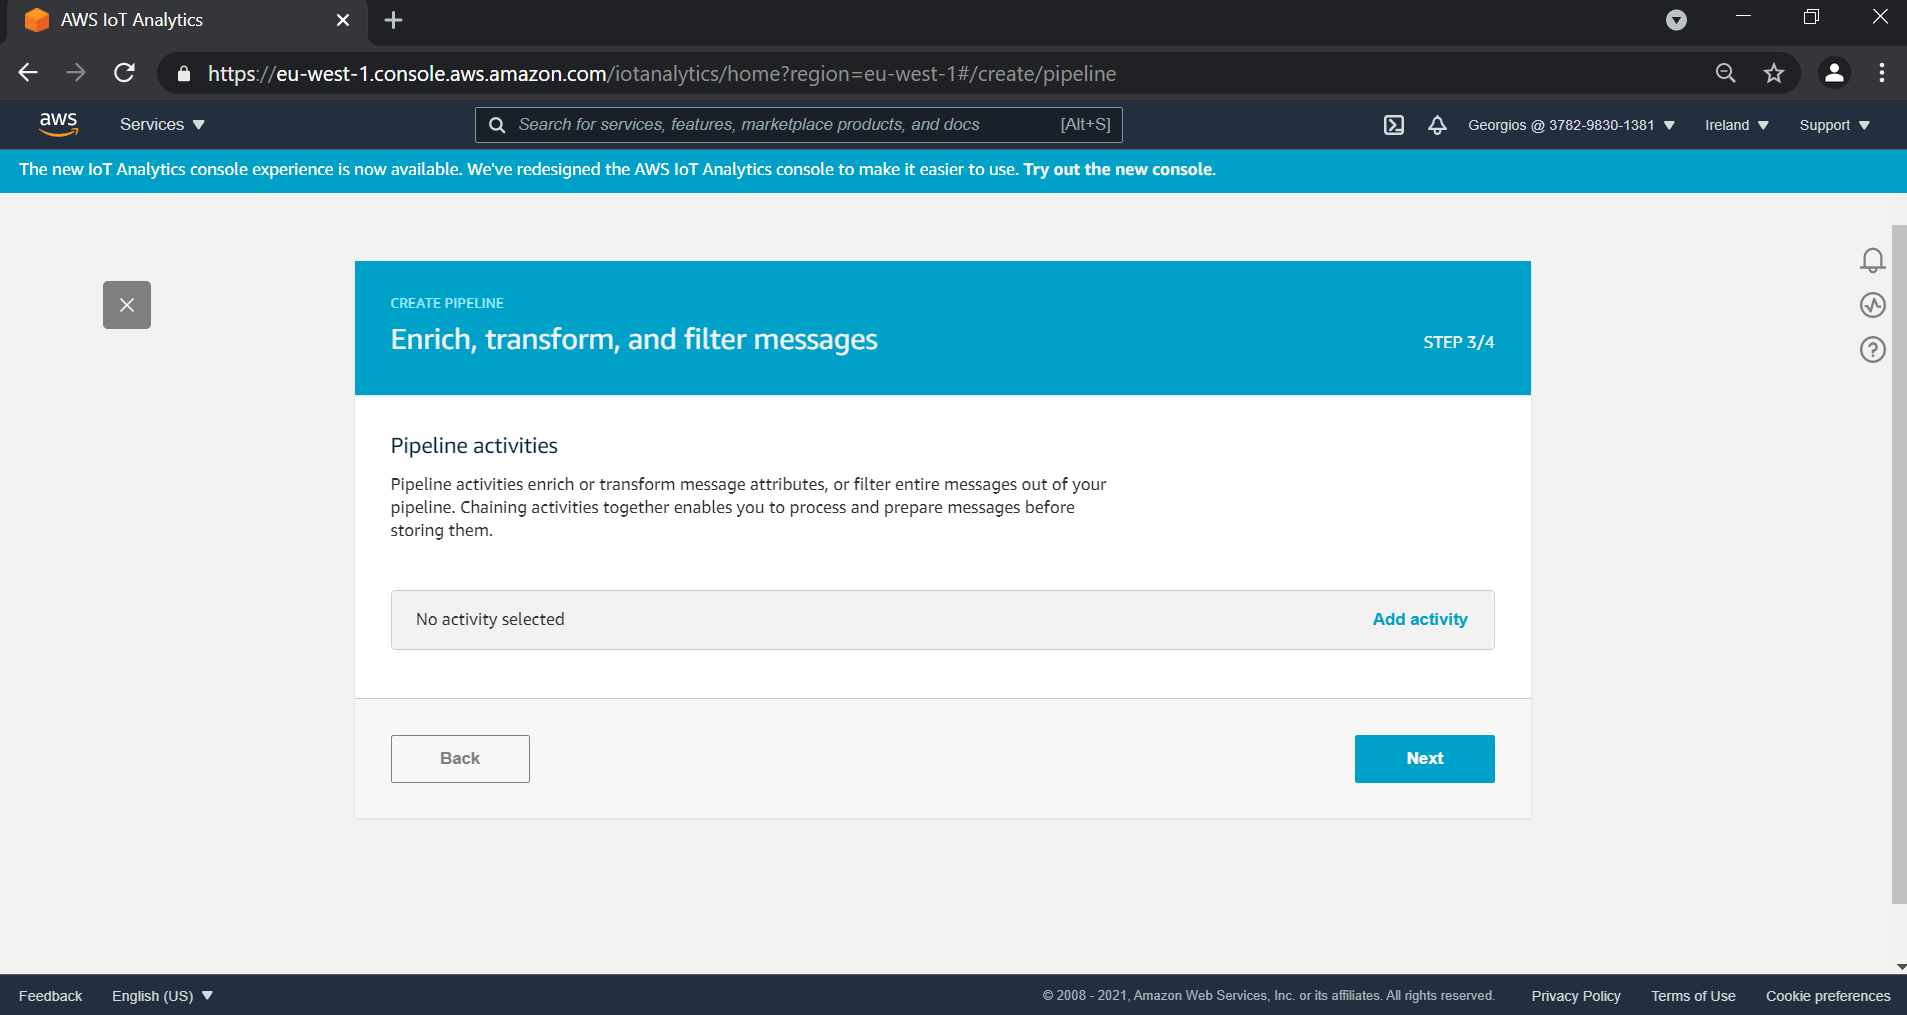 AWS IoT Analytics
https://eu-west-1.console.aws.amazon.com/iotanalytics/home?region=eu-west-1#/create/pipeline
aws
Services
Search for services, features, marketplace products, and docs [Alt+S]
Georgios @ 3782-9830-1381
Ireland
Support
The new IoT Analytics console experience is now available. We've redesigned the AWS IoT Analytics console to make it easier to use. Try out the new console.
CREATE PIPELINE
Enrich, transform, and filter messages
STEP 3/4
Pipeline activities
Pipeline activities enrich or transform message attributes, or filter entire messages out of your
pipeline. Chaining activities together enables you to process and prepare messages before
storing them.
No activity selected
Add activity
Back
Next
Feedback
English (US)
© 2008 - 2021, Amazon Web Services, Inc. or its affiliates. All rights reserved.
Privacy Policy
Terms of Use
Cookie preferences